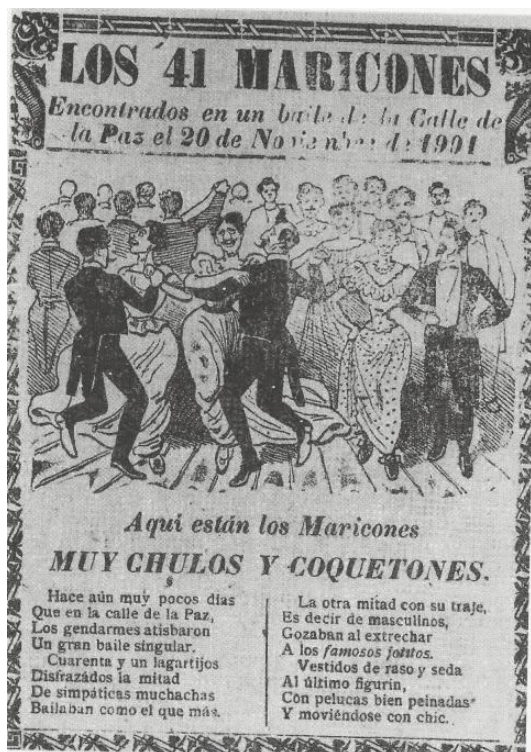 LOS 41 MARICONES
Encontrados en un baile de la Calle de
la Paz el 20 de Noviembre de 1901
Aquí están los Maricones
MUY CHULOS Y COQUETONES.
Hace aún muy pocos días
Que en la calle de la Paz,
Los gendarmes atisbaron
Un gran baile singular.
Cuarenta y un lagartijos
Disfrazádos la mitad
De simpáticas muchachas
Bailaban como el que más.
La otra mitad con su traje,
Es decir de masculinos,
Gozaban al extrechar
A los famosos jotitos.
Vestidos de raso y seda
Al último figurin,
Con pelucas bien peinadas
Y moviéndose con chic.